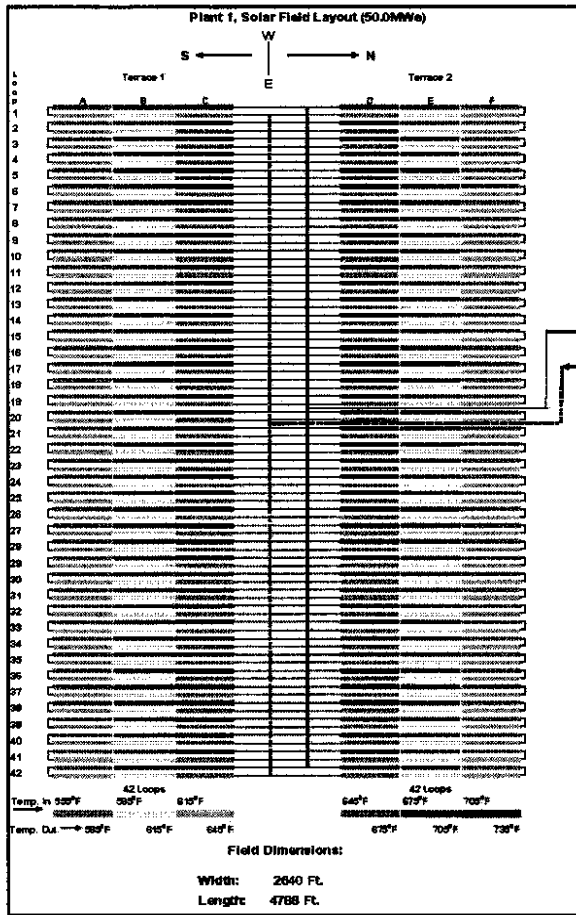 Plant 1, Solar Field Layout (50.0MWe)
W
S N
E
Terrace 1 Terrace 2
L
O
O
P
A B C D E F
1
2
3
4
5
6
7
8
9
10
11
12
13
14
15
16
17
18
19
20
21
22
23
24
25
26
27
28
29
30
31
32
33
34
35
36
37
38
39
40
41
42
42 Loops 42 Loops
Temp. In 555°F 585°F 615°F 645°F 675°F 705°F
Temp. Out 585°F 615°F 645°F 675°F 705°F 735°F
Field Dimensions:
Width: 2640 Ft.
Length: 4788 Ft.